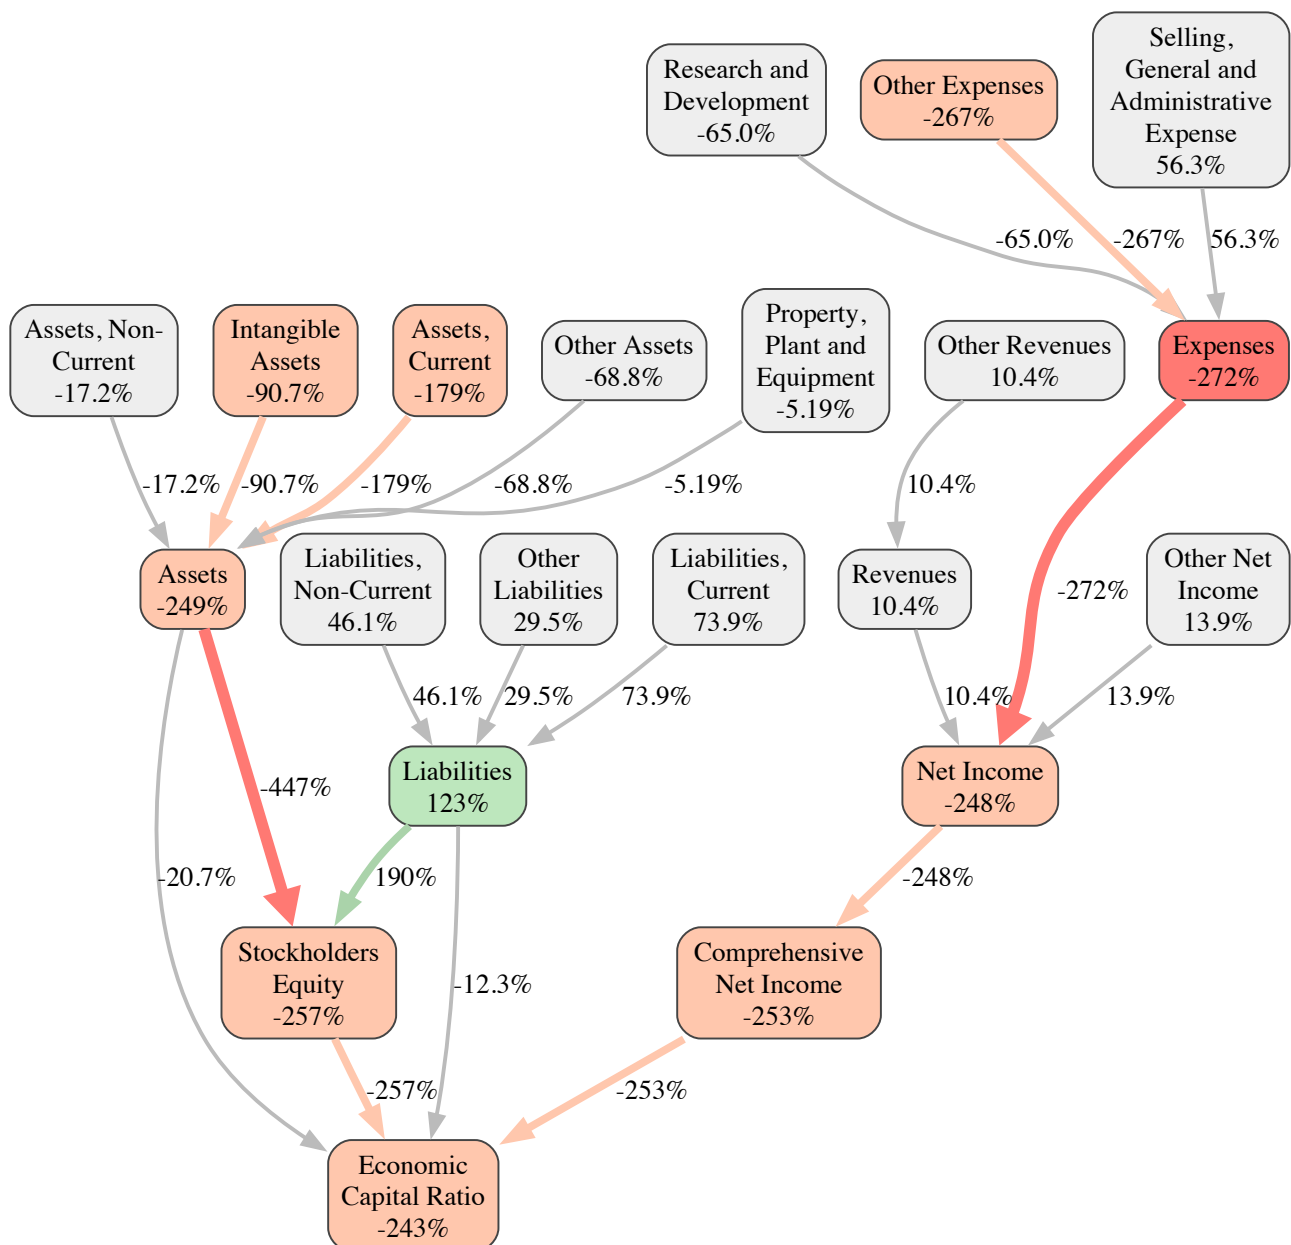 Selling,
General and
Administrative
Expense
56.3%
Research and
Development
-65.0%
Other Expenses
-267%
-65.0%
-267%
56.3%
Assets, Non-
Current
-17.2%
Intangible
Assets
-90.7%
Assets,
Current
-179%
Other Assets
-68.8%
Property,
Plant and
Equipment
-5.19%
Other Revenues
10.4%
Expenses
-272%
-17.2%
-90.7%
-179%
-68.8%
-5.19%
10.4%
Assets
-249%
Liabilities,
Non-Current
46.1%
Other
Liabilities
29.5%
Liabilities,
Current
73.9%
Revenues
10.4%
-272%
Other Net
Income
13.9%
46.1%
29.5%
73.9%
10.4%
13.9%
-447%
Liabilities
123%
Net Income
-248%
-20.7%
190%
-248%
Stockholders
Equity
-257%
-12.3%
Comprehensive
Net Income
-253%
-257%
-253%
Economic
Capital Ratio
-243%